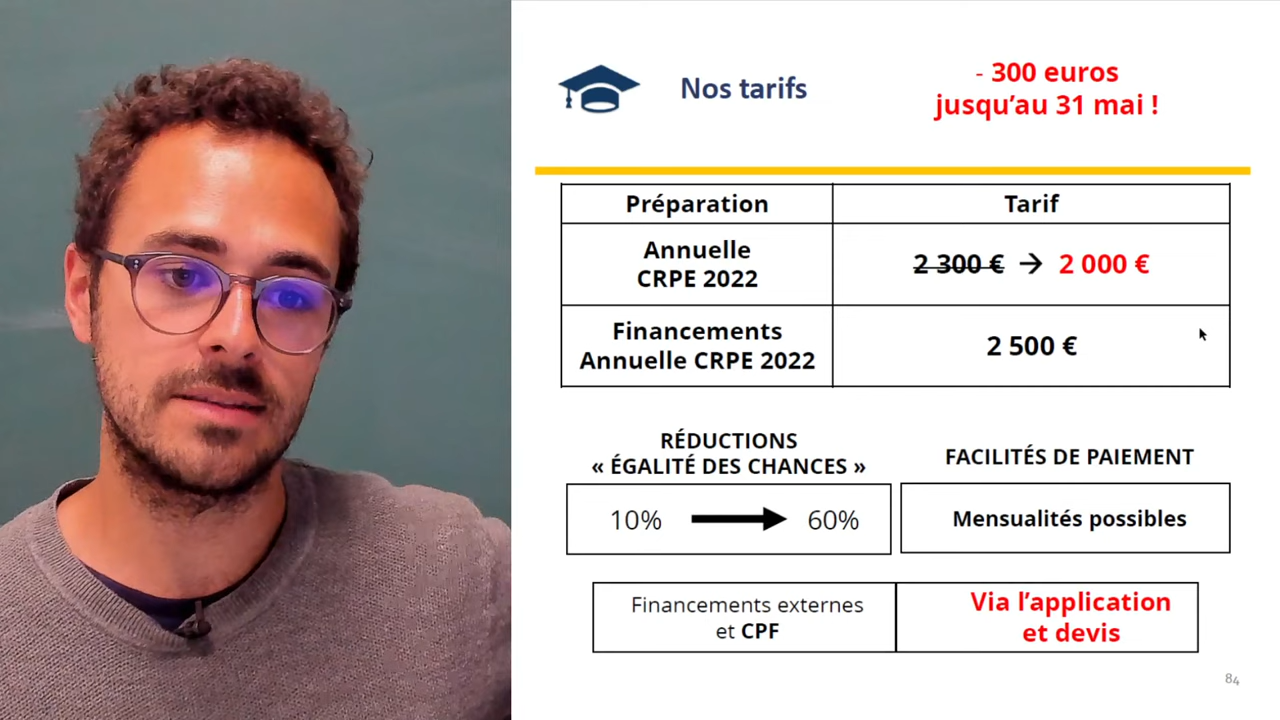 Nos tarifs
- 300 euros
jusqu'au 31 mai !
Préparation
Tarif
Annuelle
CRPE 2022
2 300 € → 2 000 €
Financements
Annuelle CRPE 2022
2 500 €
RÉDUCTIONS
« ÉGALITÉ DES CHANCES »
10% → 60%
FACILITÉS DE PAIEMENT
Mensualités possibles
Financements externes
et CPF
Via l'application
et devis
84